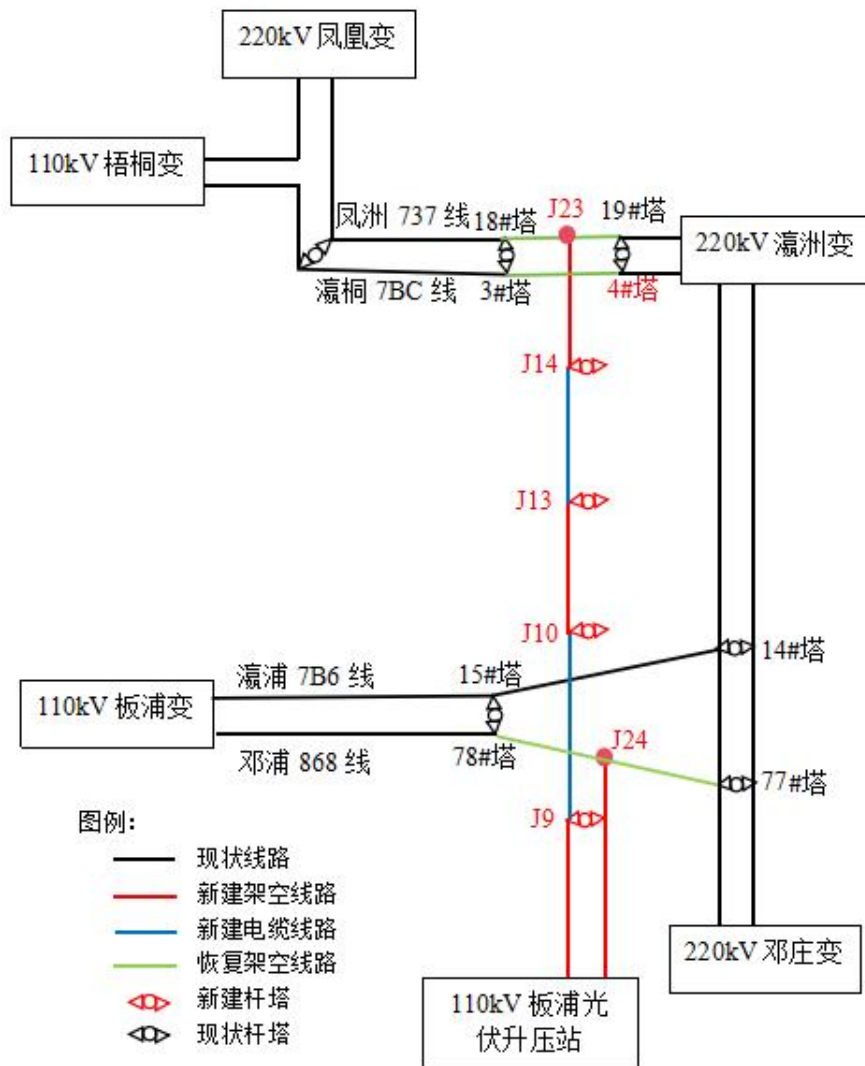 220kV 凤凰变
110kV 梧桐变
凤洲 737 线
18#塔
J23
19#塔
220kV 瀛洲变
瀛桐 7BC 线
3#塔
4#塔
J14
J13
J10
14#塔
瀛浦 7B6 线
15#塔
110kV 板浦变
J24
邓浦 868 线
78#塔
77#塔
J9
图例：
现状线路
新建架空线路
新建电缆线路
恢复架空线路
新建杆塔
现状杆塔
220kV 邓庄变
110kV 板浦光
伏升压站